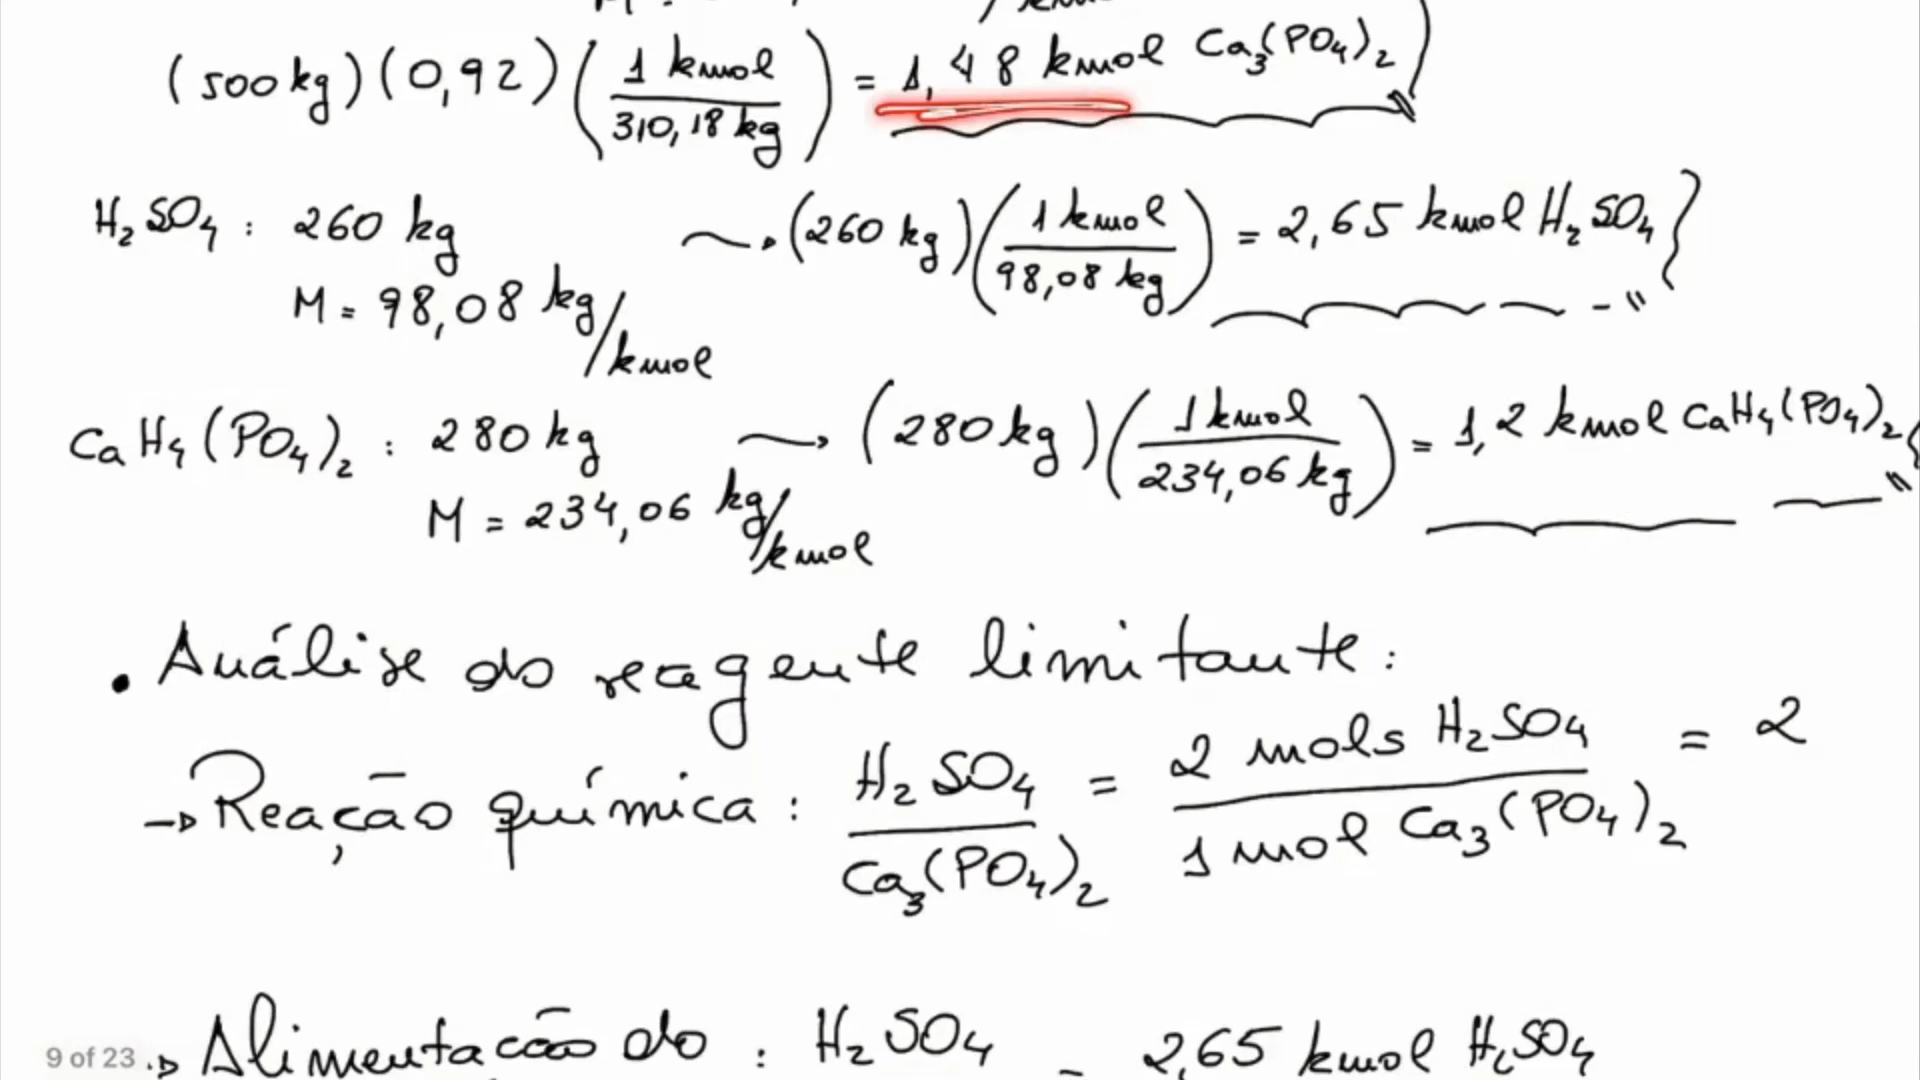 (500 kg)(0,92)(1 kmol / 310,18 kg) = 1,48 kmol Ca₃(PO₄)₂
H₂SO₄ : 260 kg → (260 kg)(1 kmol / 98,08 kg) = 2,65 kmol H₂SO₄
M = 98,08 kg/kmol
CaH₄(PO₄)₂ : 280 kg → (280 kg)(1 kmol / 234,06 kg) = 1,2 kmol CaH₄(PO₄)₂
M = 234,06 kg/kmol
• Análise do reagente limitante :
→ Reação química : H₂SO₄ / Ca₃(PO₄)₂ = 2 mols H₂SO₄ / 1 mol Ca₃(PO₄)₂ = 2
→ Alimentação do : H₂SO₄ = 2,65 kmol H₂SO₄
9 of 23